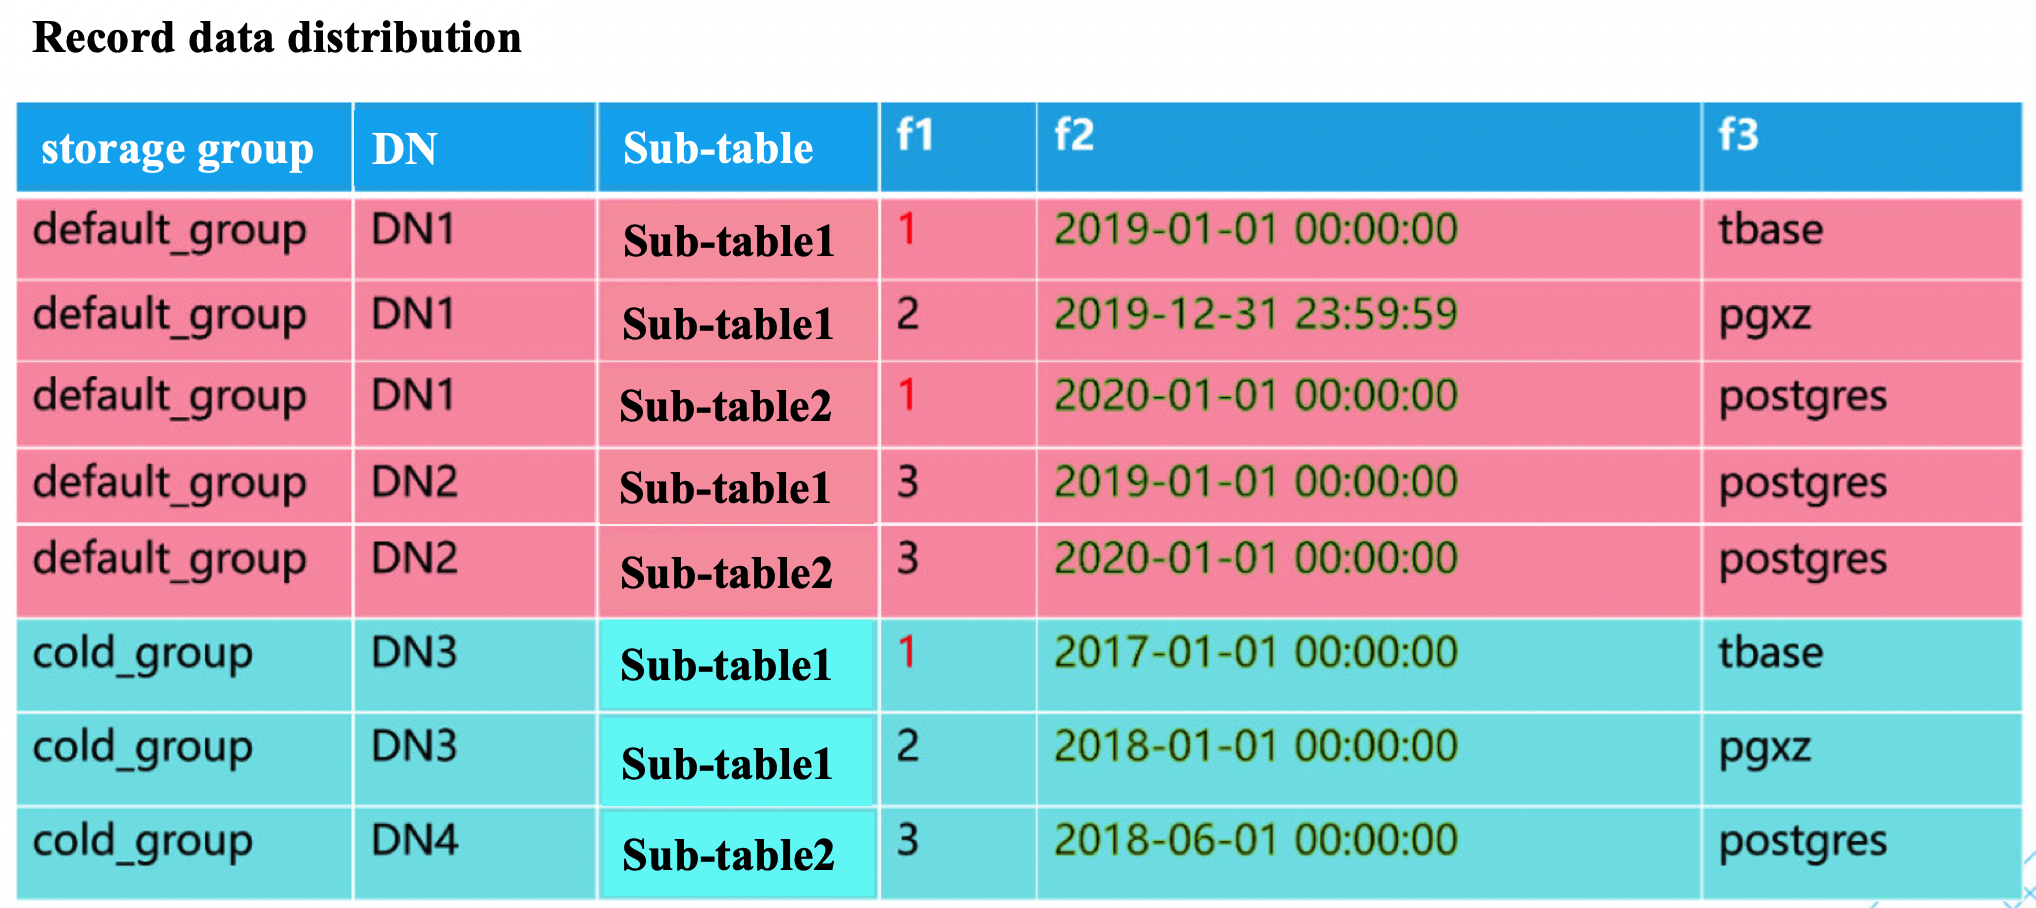 Record data distribution
storage group DN Sub-table f1 f2 f3
default_group DN1 Sub-table1 1 2019-01-01 00:00:00 tbase
default_group DN1 Sub-table1 2 2019-12-31 23:59:59 pgxz
default_group DN1 Sub-table2 1 2020-01-01 00:00:00 postgres
default_group DN2 Sub-table1 3 2019-01-01 00:00:00 postgres
default_group DN2 Sub-table2 3 2020-01-01 00:00:00 postgres
cold_group DN3 Sub-table1 1 2017-01-01 00:00:00 tbase
cold_group DN3 Sub-table1 2 2018-01-01 00:00:00 pgxz
cold_group DN4 Sub-table2 3 2018-06-01 00:00:00 postgres